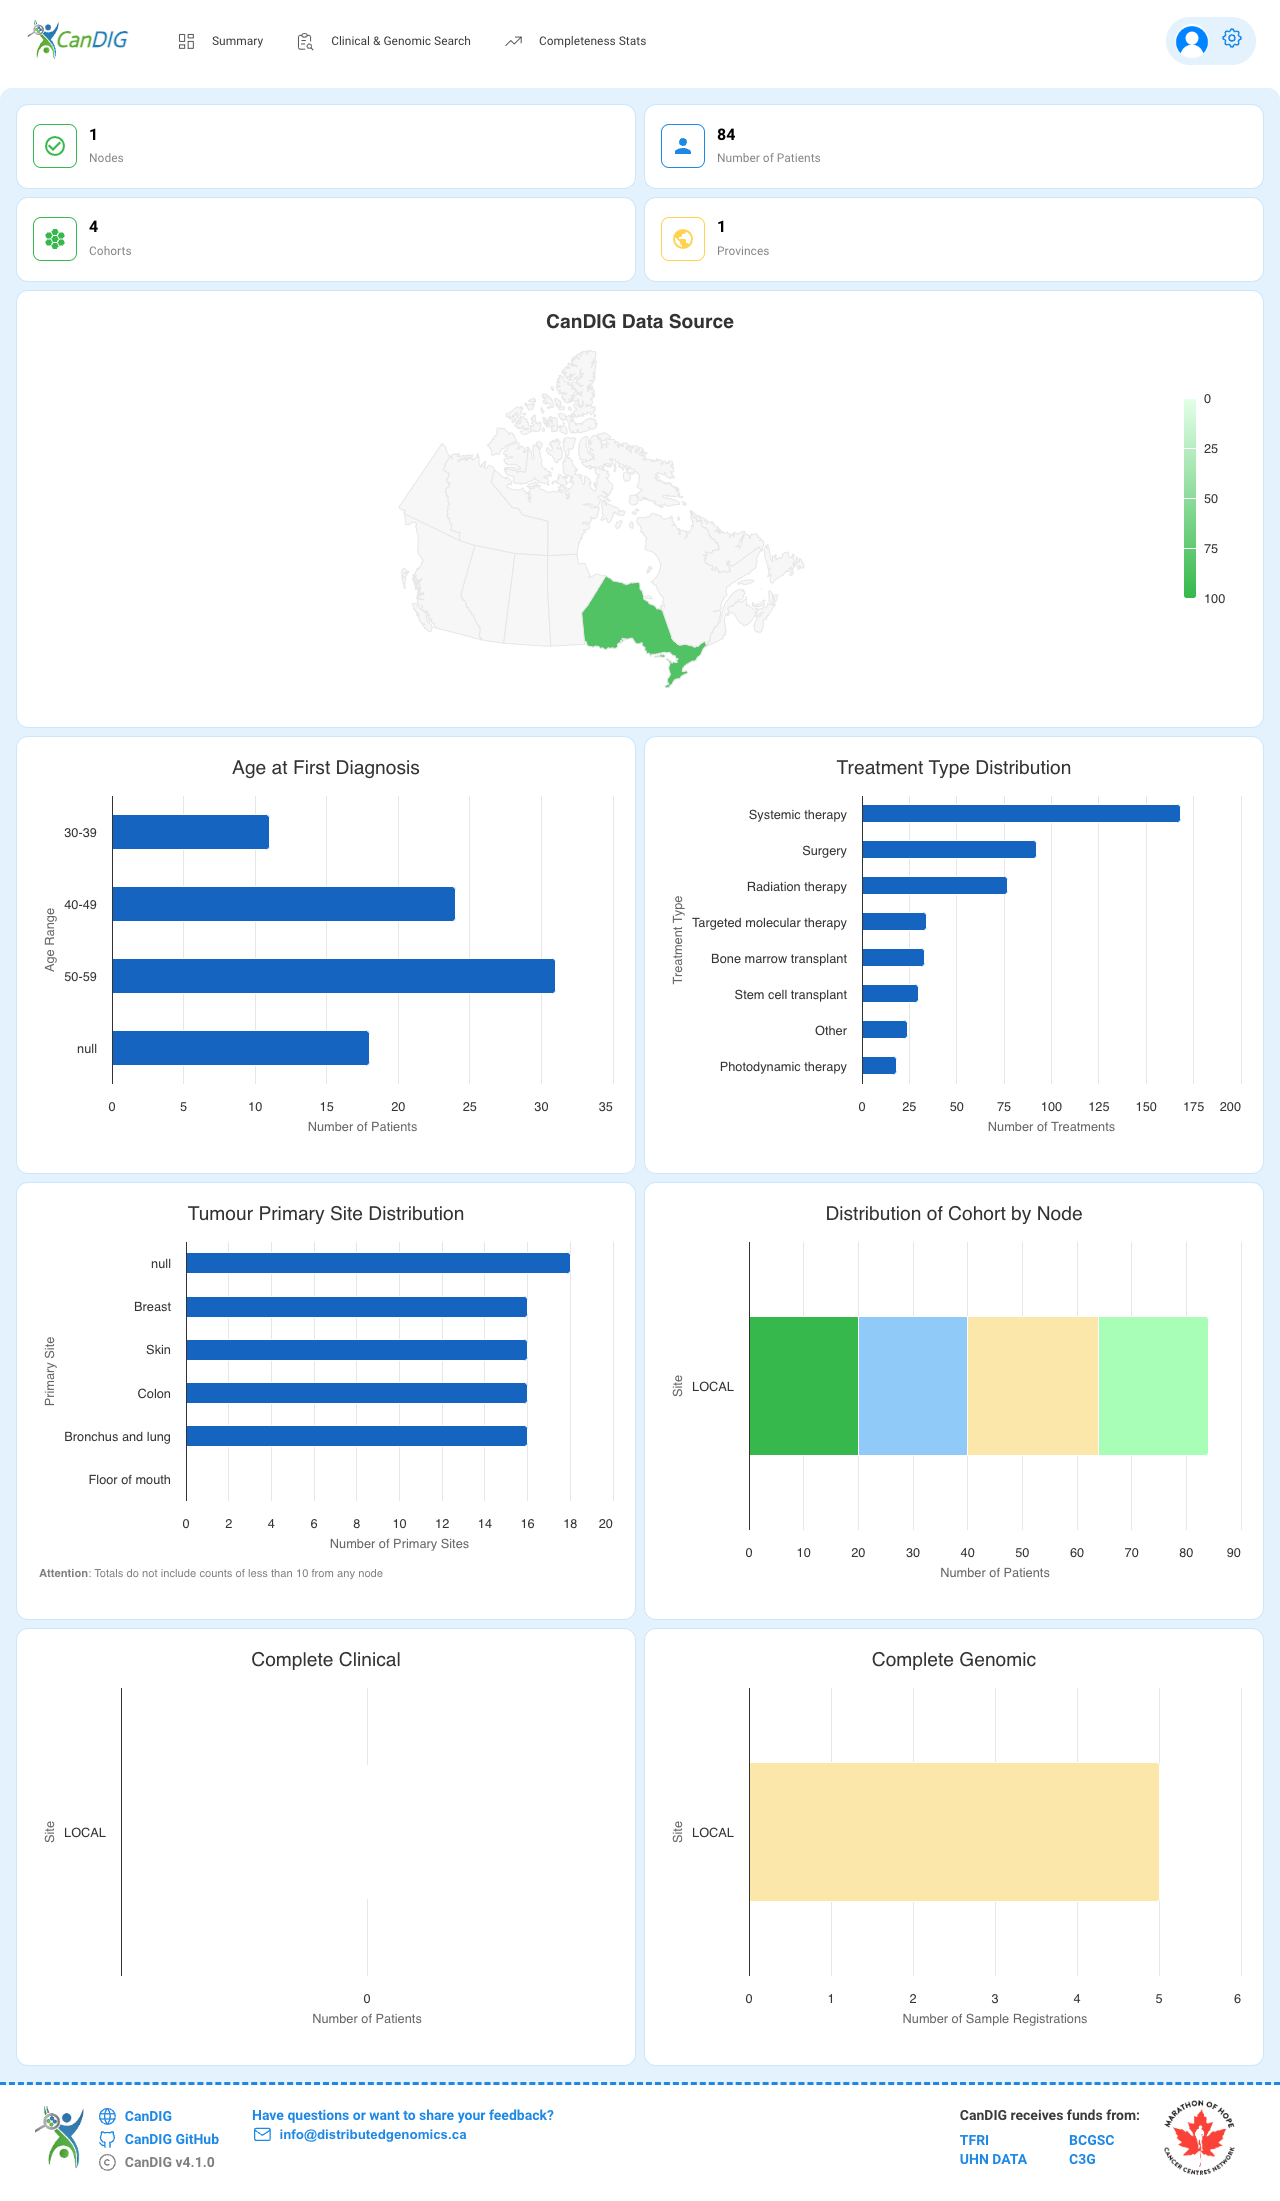 CanDIG
Summary
Clinical & Genomic Search
Completeness Stats
1
Nodes
84
Number of Patients
4
Cohorts
1
Provinces
CanDIG Data Source
0
25
50
75
100
Age at First Diagnosis
Age Range
30-39
40-49
50-59
null
0 5 10 15 20 25 30 35
Number of Patients
Treatment Type Distribution
Treatment Type
Systemic therapy
Surgery
Radiation therapy
Targeted molecular therapy
Bone marrow transplant
Stem cell transplant
Other
Photodynamic therapy
0 25 50 75 100 125 150 175 200
Number of Treatments
Tumour Primary Site Distribution
Primary Site
null
Breast
Skin
Colon
Bronchus and lung
Floor of mouth
0 2 4 6 8 10 12 14 16 18 20
Number of Primary Sites
Attention: Totals do not include counts of less than 10 from any node
Distribution of Cohort by Node
Site
LOCAL
0 10 20 30 40 50 60 70 80 90
Number of Patients
Complete Clinical
Site
LOCAL
0
Number of Patients
Complete Genomic
Site
LOCAL
0 1 2 3 4 5 6
Number of Sample Registrations
CanDIG
CanDIG GitHub
CanDIG v4.1.0
Have questions or want to share your feedback?
info@distributedgenomics.ca
CanDIG receives funds from:
TFRI BCGSC
UHN DATA C3G
MARATHON OF HOPE
CANCER CENTRES NETWORK